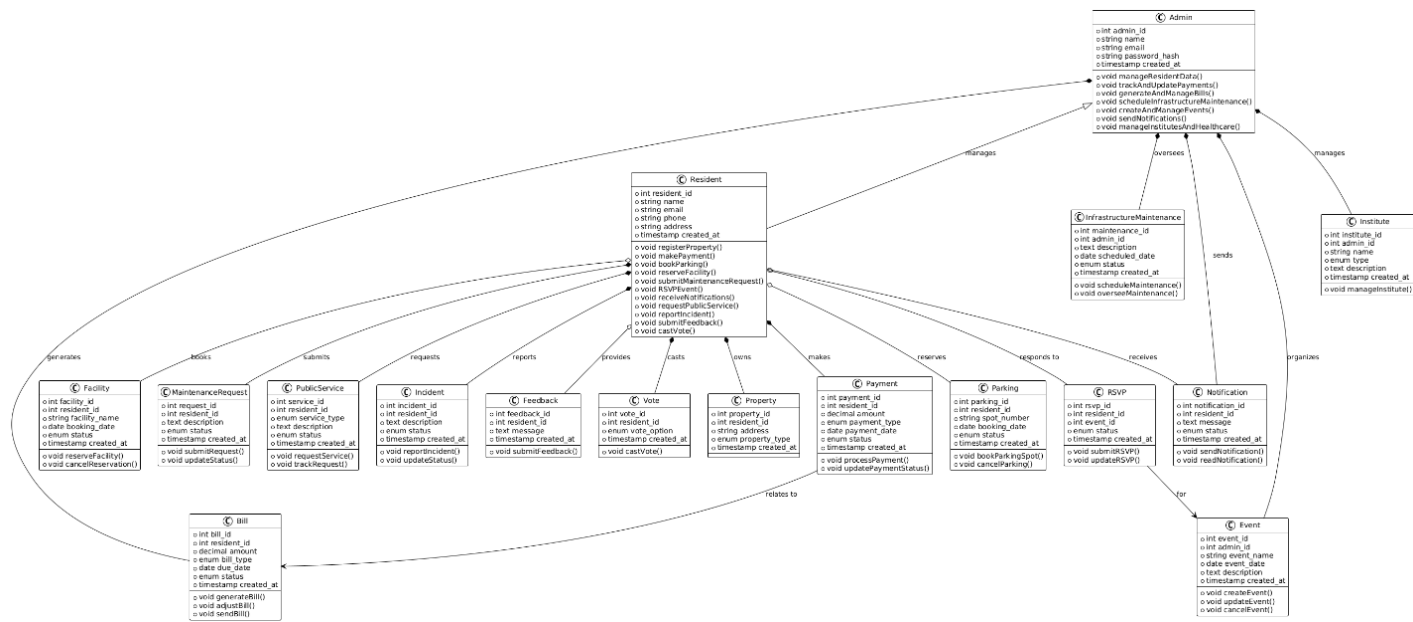 C Admin
int admin_id
string name
string email
string password_hash
timestamp created_at
void manageResidentData()
void trackAndUpdatePayments()
void generateAndManageBills()
void scheduleInfrastructureMaintenance()
void createAndManageEvents()
void sendNotifications()
void manageInstitutesAndHealthcare()
manages
oversees
manages
C Resident
int resident_id
string name
string email
string phone
string address
timestamp created_at
void registerProperty()
void makePayment()
void bookParking()
void reserveFacility()
void submitMaintenanceRequest()
void RSVPEvent()
void receiveNotifications()
void requestPublicService()
void reportIncident()
void submitFeedback()
void castVote()
C InfrastructureMaintenance
int maintenance_id
int admin_id
text description
date scheduled_date
enum status
timestamp created_at
void scheduleMaintenance()
void overseeMaintenance()
C Institute
int institute_id
int admin_id
string name
enum type
text description
timestamp created_at
void manageInstitute()
sends
generates
books
submits
requests
reports
provides
casts
owns
makes
reserves
responds to
receives
organizes
C Facility
int facility_id
int resident_id
string facility_name
date booking_date
enum status
timestamp created_at
void reserveFacility()
void cancelReservation()
C MaintenanceRequest
int request_id
int resident_id
text description
enum status
timestamp created_at
void submitRequest()
void updateStatus()
C PublicService
int service_id
int resident_id
enum service_type
text description
enum status
timestamp created_at
void requestService()
void trackRequest()
C Incident
int incident_id
int resident_id
text description
enum status
timestamp created_at
void reportIncident()
void updateStatus()
C Feedback
int feedback_id
int resident_id
text message
timestamp created_at
void submitFeedback()
C Vote
int vote_id
int resident_id
enum vote_option
timestamp created_at
void castVote()
C Property
int property_id
int resident_id
string address
enum property_type
timestamp created_at
C Payment
int payment_id
int resident_id
decimal amount
enum payment_type
date payment_date
enum status
timestamp created_at
void processPayment()
void updatePaymentStatus()
C Parking
int parking_id
int resident_id
string spot_number
date booking_date
enum status
timestamp created_at
void bookParkingSpot()
void cancelParking()
C RSVP
int rsvp_id
int resident_id
int event_id
enum status
timestamp created_at
void submitRSVP()
void updateRSVP()
C Notification
int notification_id
int resident_id
text message
enum status
timestamp created_at
void sendNotification()
void readNotification()
relates to
for
C Bill
int bill_id
int resident_id
decimal amount
enum bill_type
date due_date
enum status
timestamp created_at
void generateBill()
void adjustBill()
void sendBill()
C Event
int event_id
int admin_id
string event_name
date event_date
text description
timestamp created_at
void createEvent()
void updateEvent()
void cancelEvent()